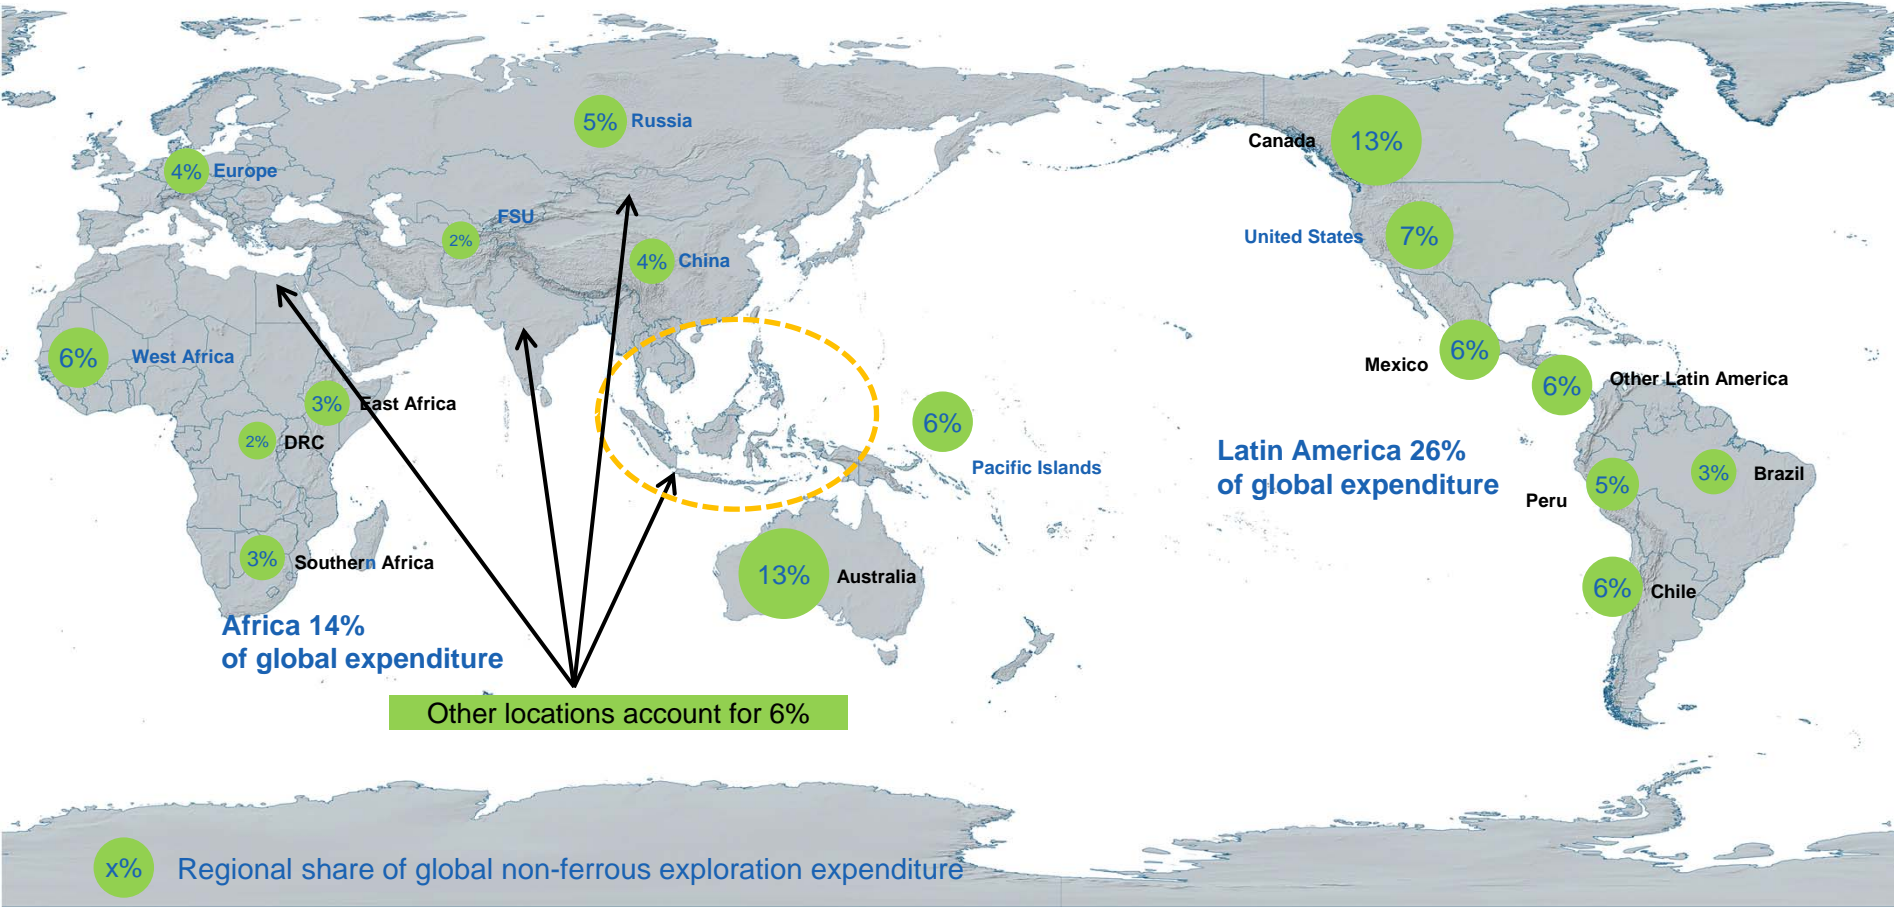 5% Russia
Canada 13%
4% Europe
FSU
2%
United States 7%
4% China
6% West Africa
Mexico 6%
6% Other Latin America
3% East Africa
6%
Pacific Islands
2% DRC
Latin America 26%
of global expenditure
3% Brazil
5%
Peru
3% Southern Africa
13% Australia
6% Chile
Africa 14%
of global expenditure
Other locations account for 6%
x% Regional share of global non-ferrous exploration expenditure